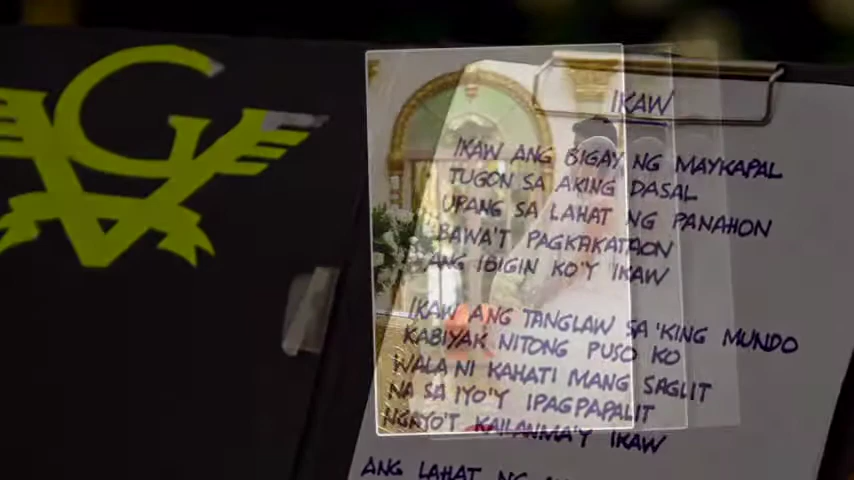 GV
IKAW
IKAW ANG BIGAY NG MAYKAPAL
TUGON SA AKING DASAL
UPANG SA LAHAT NG PANAHON
BAWA'T PAGKAKATAON
ANG IBIGIN KO'Y IKAW
IKAW ANG TANGLAW SA 'KING MUNDO
KABIYAK NITONG PUSO KO
WALA NI KAHATI MANG SAGLIT
NA SA IYO'Y IPAGPAPALIT
NGAYO'T KAILANMA'Y IKAW
ANG LAHAT NG